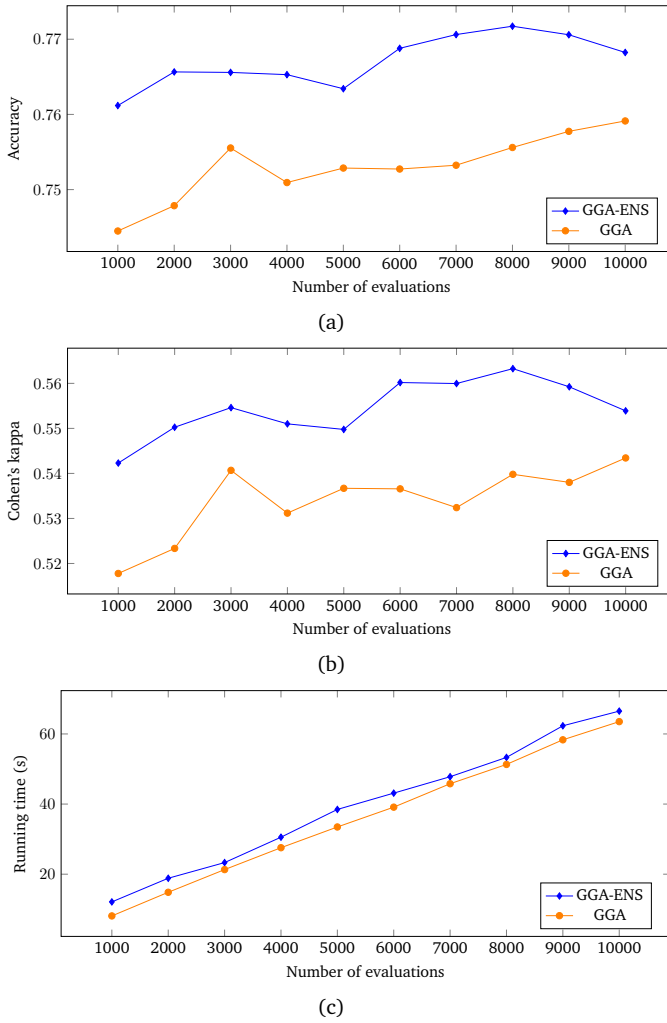 0.77
0.76
0.75
Accuracy
GGA-ENS
GGA
1000 2000 3000 4000 5000 6000 7000 8000 9000 10000
Number of evaluations
(a)
0.56
0.55
0.54
0.53
0.52
Cohen's kappa
GGA-ENS
GGA
1000 2000 3000 4000 5000 6000 7000 8000 9000 10000
Number of evaluations
(b)
60
40
20
Running time (s)
GGA-ENS
GGA
1000 2000 3000 4000 5000 6000 7000 8000 9000 10000
Number of evaluations
(c)